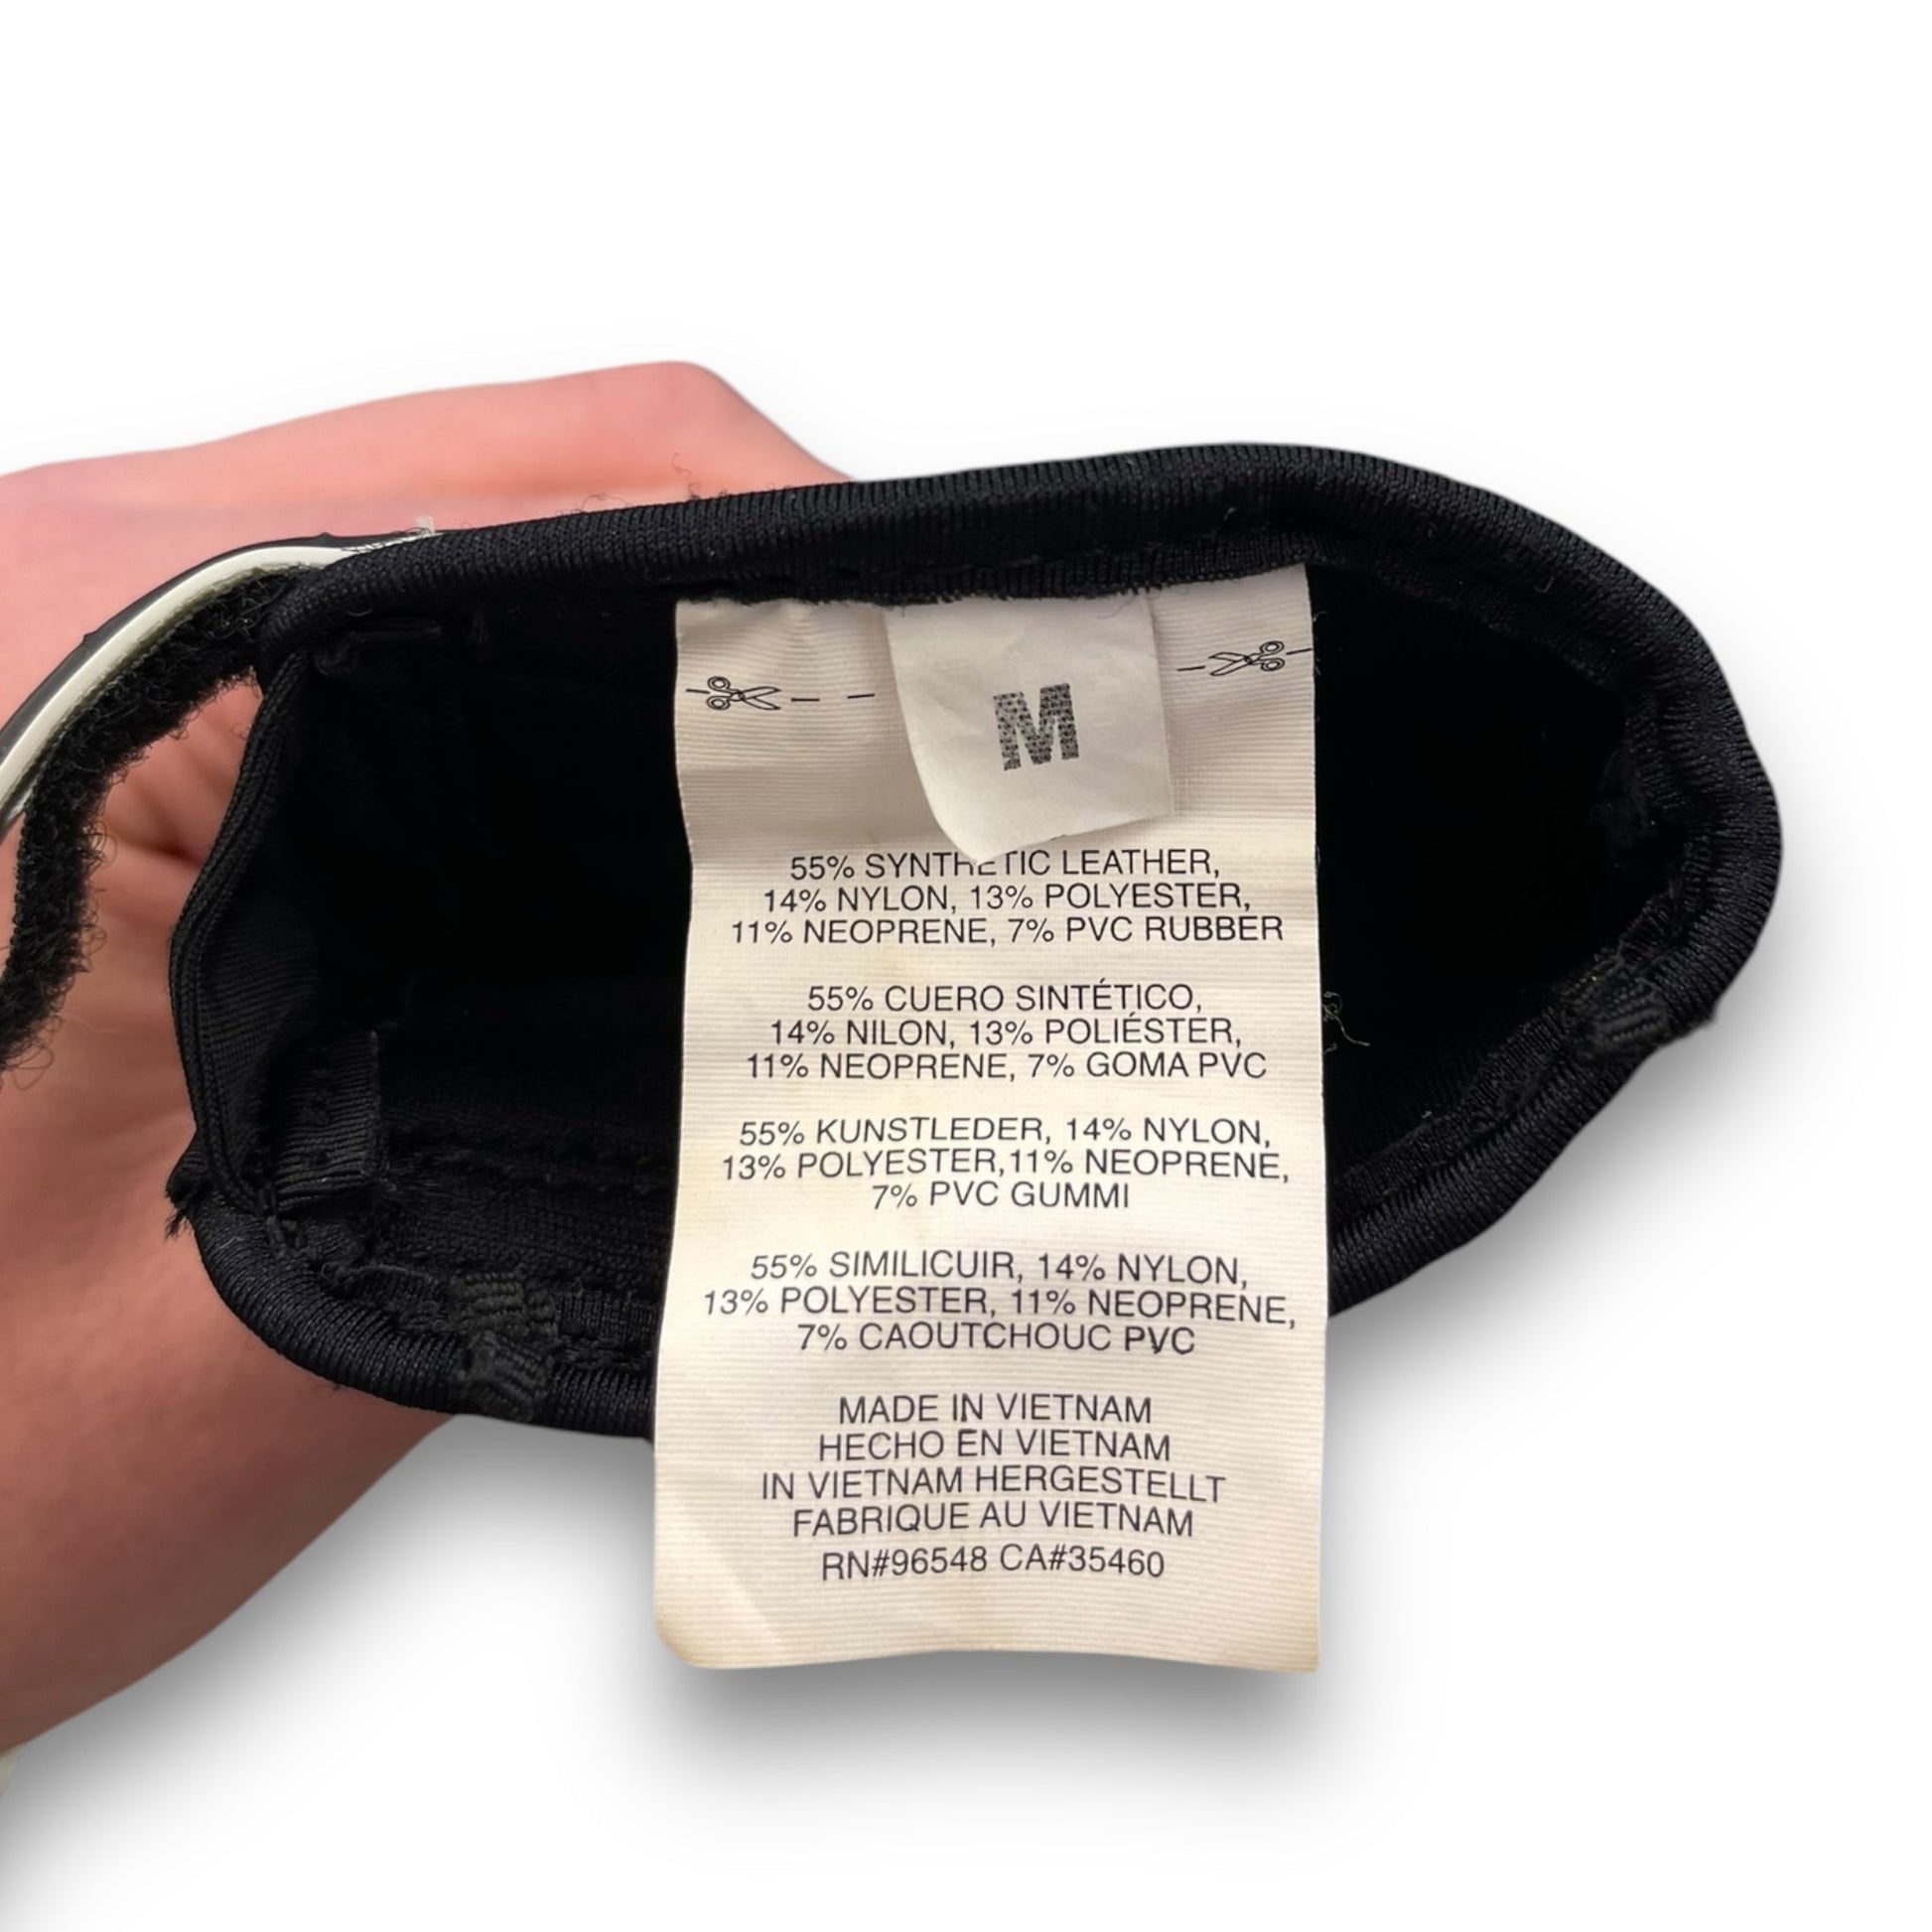 M
55% SYNTHETIC LEATHER,
14% NYLON, 13% POLYESTER,
11% NEOPRENE, 7% PVC RUBBER
55% CUERO SINTÉTICO,
14% NILON, 13% POLIÉSTER,
11% NEOPRENE, 7% GOMA PVC
55% KUNSTLEDER, 14% NYLON,
13% POLYESTER,11% NEOPRENE,
7% PVC GUMMI
55% SIMILICUIR, 14% NYLON,
13% POLYESTER, 11% NEOPRENE,
7% CAOUTCHOUC PVC
MADE IN VIETNAM
HECHO EN VIETNAM
IN VIETNAM HERGESTELLT
FABRIQUE AU VIETNAM
RN#96548 CA#35460